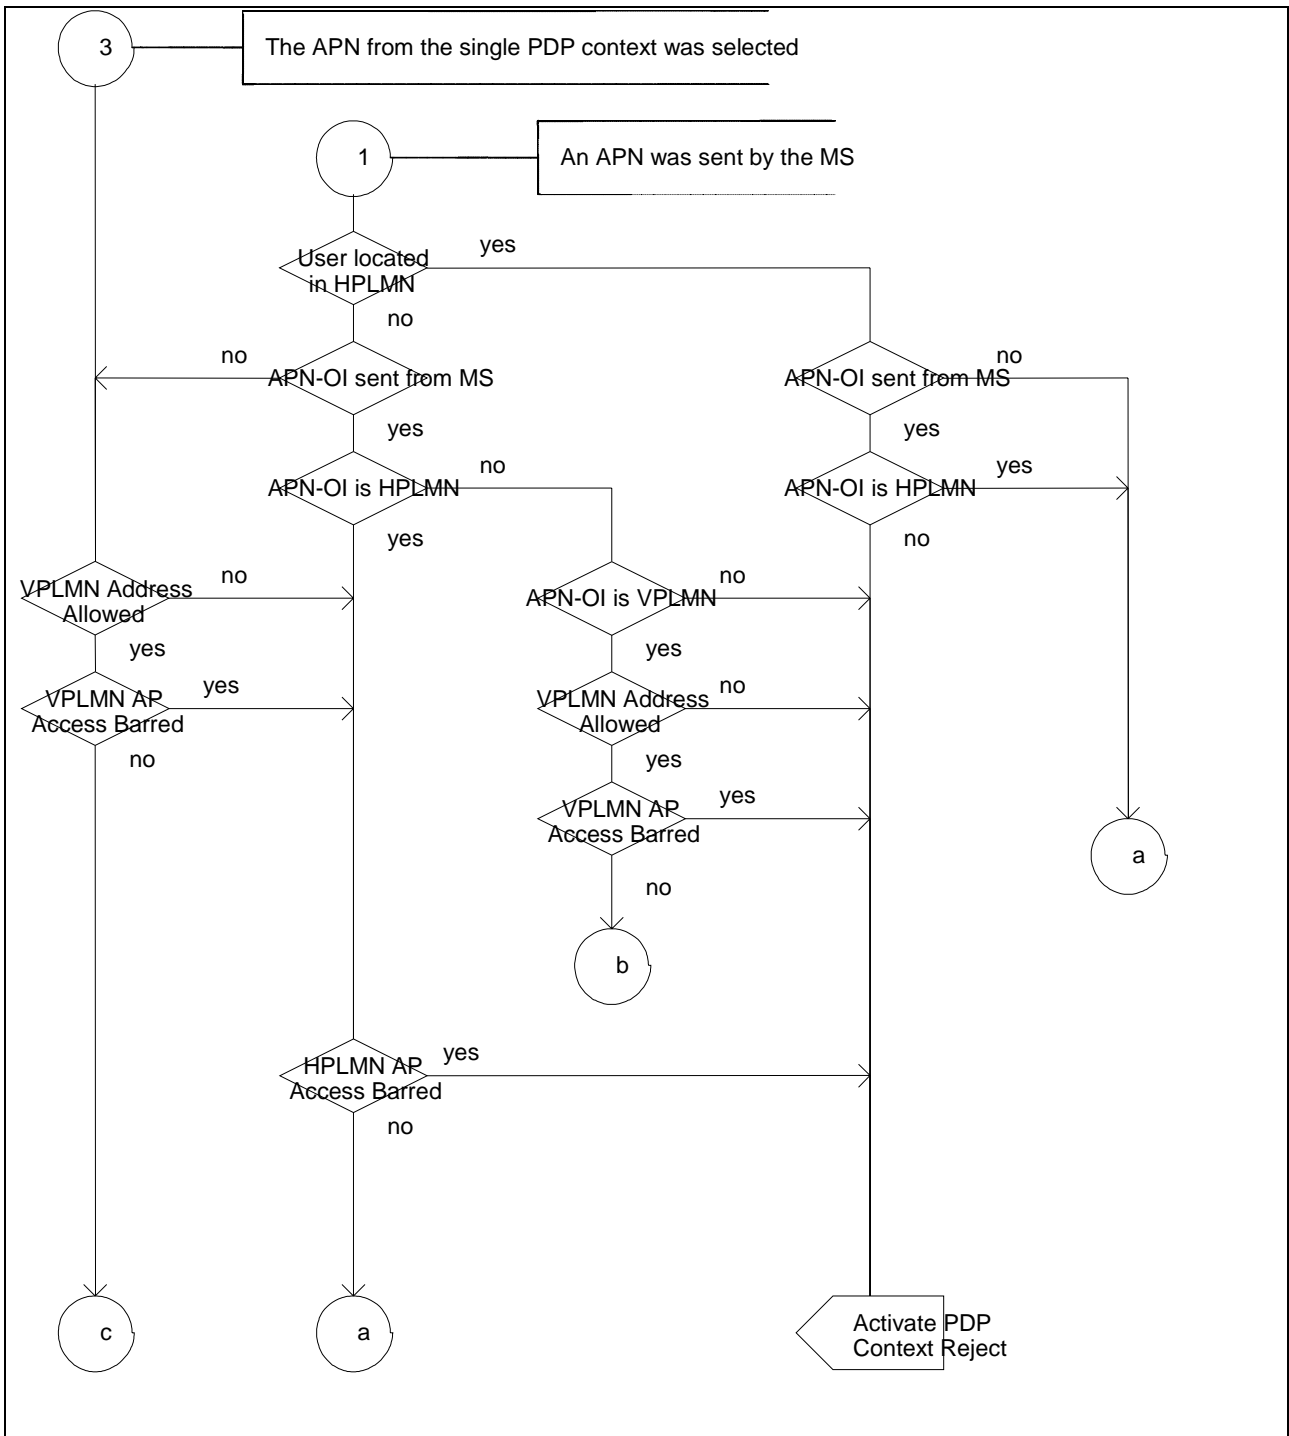 3
The APN from the single PDP context was selected
1
An APN was sent by the MS
User located
in HPLMN
yes
no
no
APN-OI sent from MS
yes
APN-OI sent from MS
no
yes
APN-OI is HPLMN
no
yes
APN-OI is HPLMN
yes
no
VPLMN Address
Allowed
no
yes
APN-OI is VPLMN
no
yes
VPLMN AP
Access Barred
yes
no
VPLMN Address
Allowed
no
yes
VPLMN AP
Access Barred
yes
no
a
b
HPLMN AP
Access Barred
yes
no
c
a
Activate PDP
Context Reject